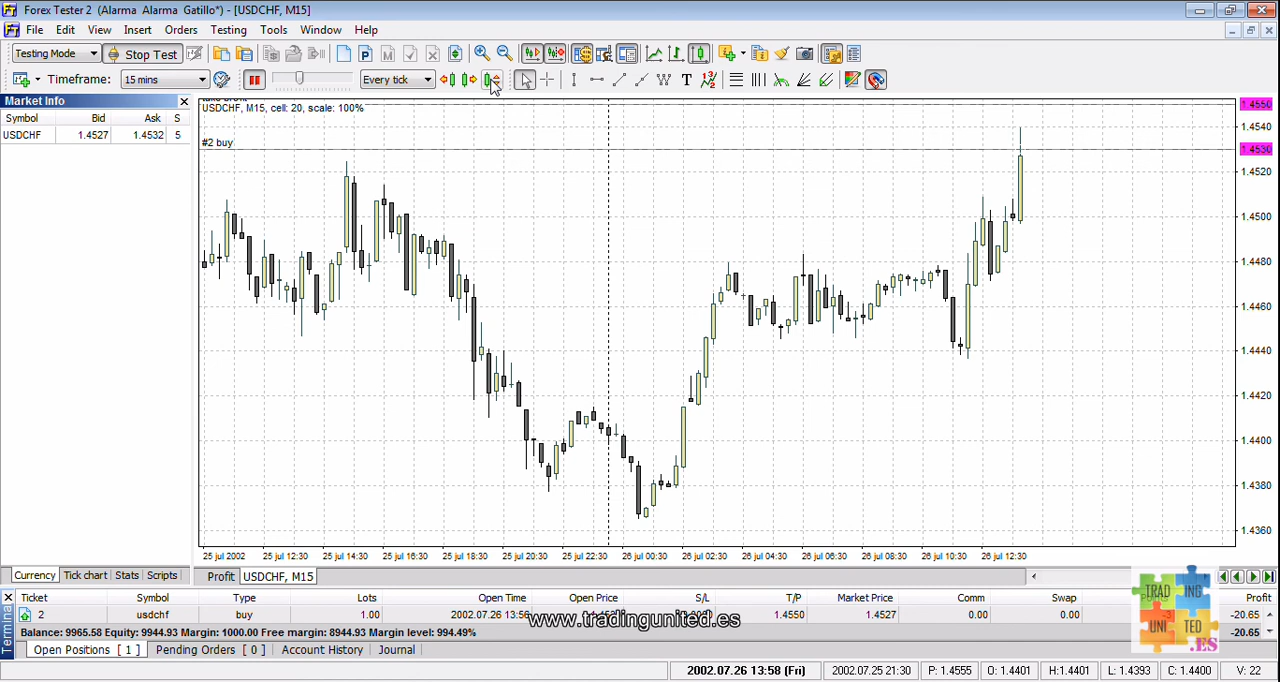 Forex Tester 2 (Alarma Alarma Gatillo*) - [USDCHF, M15]
File Edit View Insert Charts Orders Testing Tools Window Help
Testing Mode Stop Test
Timeframe: 15 mins Every tick
Market Info
Symbol Bid Ask S
USDCHF 1.4527 1.4532 5
USDCHF, M15, cell: 20, scale: 100%
#2 buy
1.4550
1.4540
1.4530
1.4520
1.4500
1.4480
1.4460
1.4440
1.4420
1.4400
1.4380
1.4360
25 jul 2002 25 jul 12:30 25 jul 14:30 25 jul 16:30 25 jul 18:30 25 jul 20:30 25 jul 22:30 26 jul 00:30 26 jul 02:30 26 jul 04:30 26 jul 06:30 26 jul 08:30 26 jul 10:30 26 jul 12:30
Currency Tick chart Stats Scripts
Profit USDCHF, M15
Terminal
Ticket Symbol Type Lots Open Time Open Price S/L T/P Market Price Comm Swap Profit
2 usdchf buy 1.00 1.4550 1.4527 0.00 0.00 -3 -20.65
www.tradingunited.es
Balance: 9965.58 Equity: 9944.93 Margin: 1000.00 Free margin: 8944.93 Margin level: 994.49% -20.65
TRAD ING
UNI TED
.ES
Open Positions [ 1 ] Pending Orders [ 0 ] Account History Journal
2002.07.26 13:58 (Fri) 2002.07.25 21:30 P: 1.4555 O: 1.4401 H:1.4401 L: 1.4393 C: 1.4400 V: 22